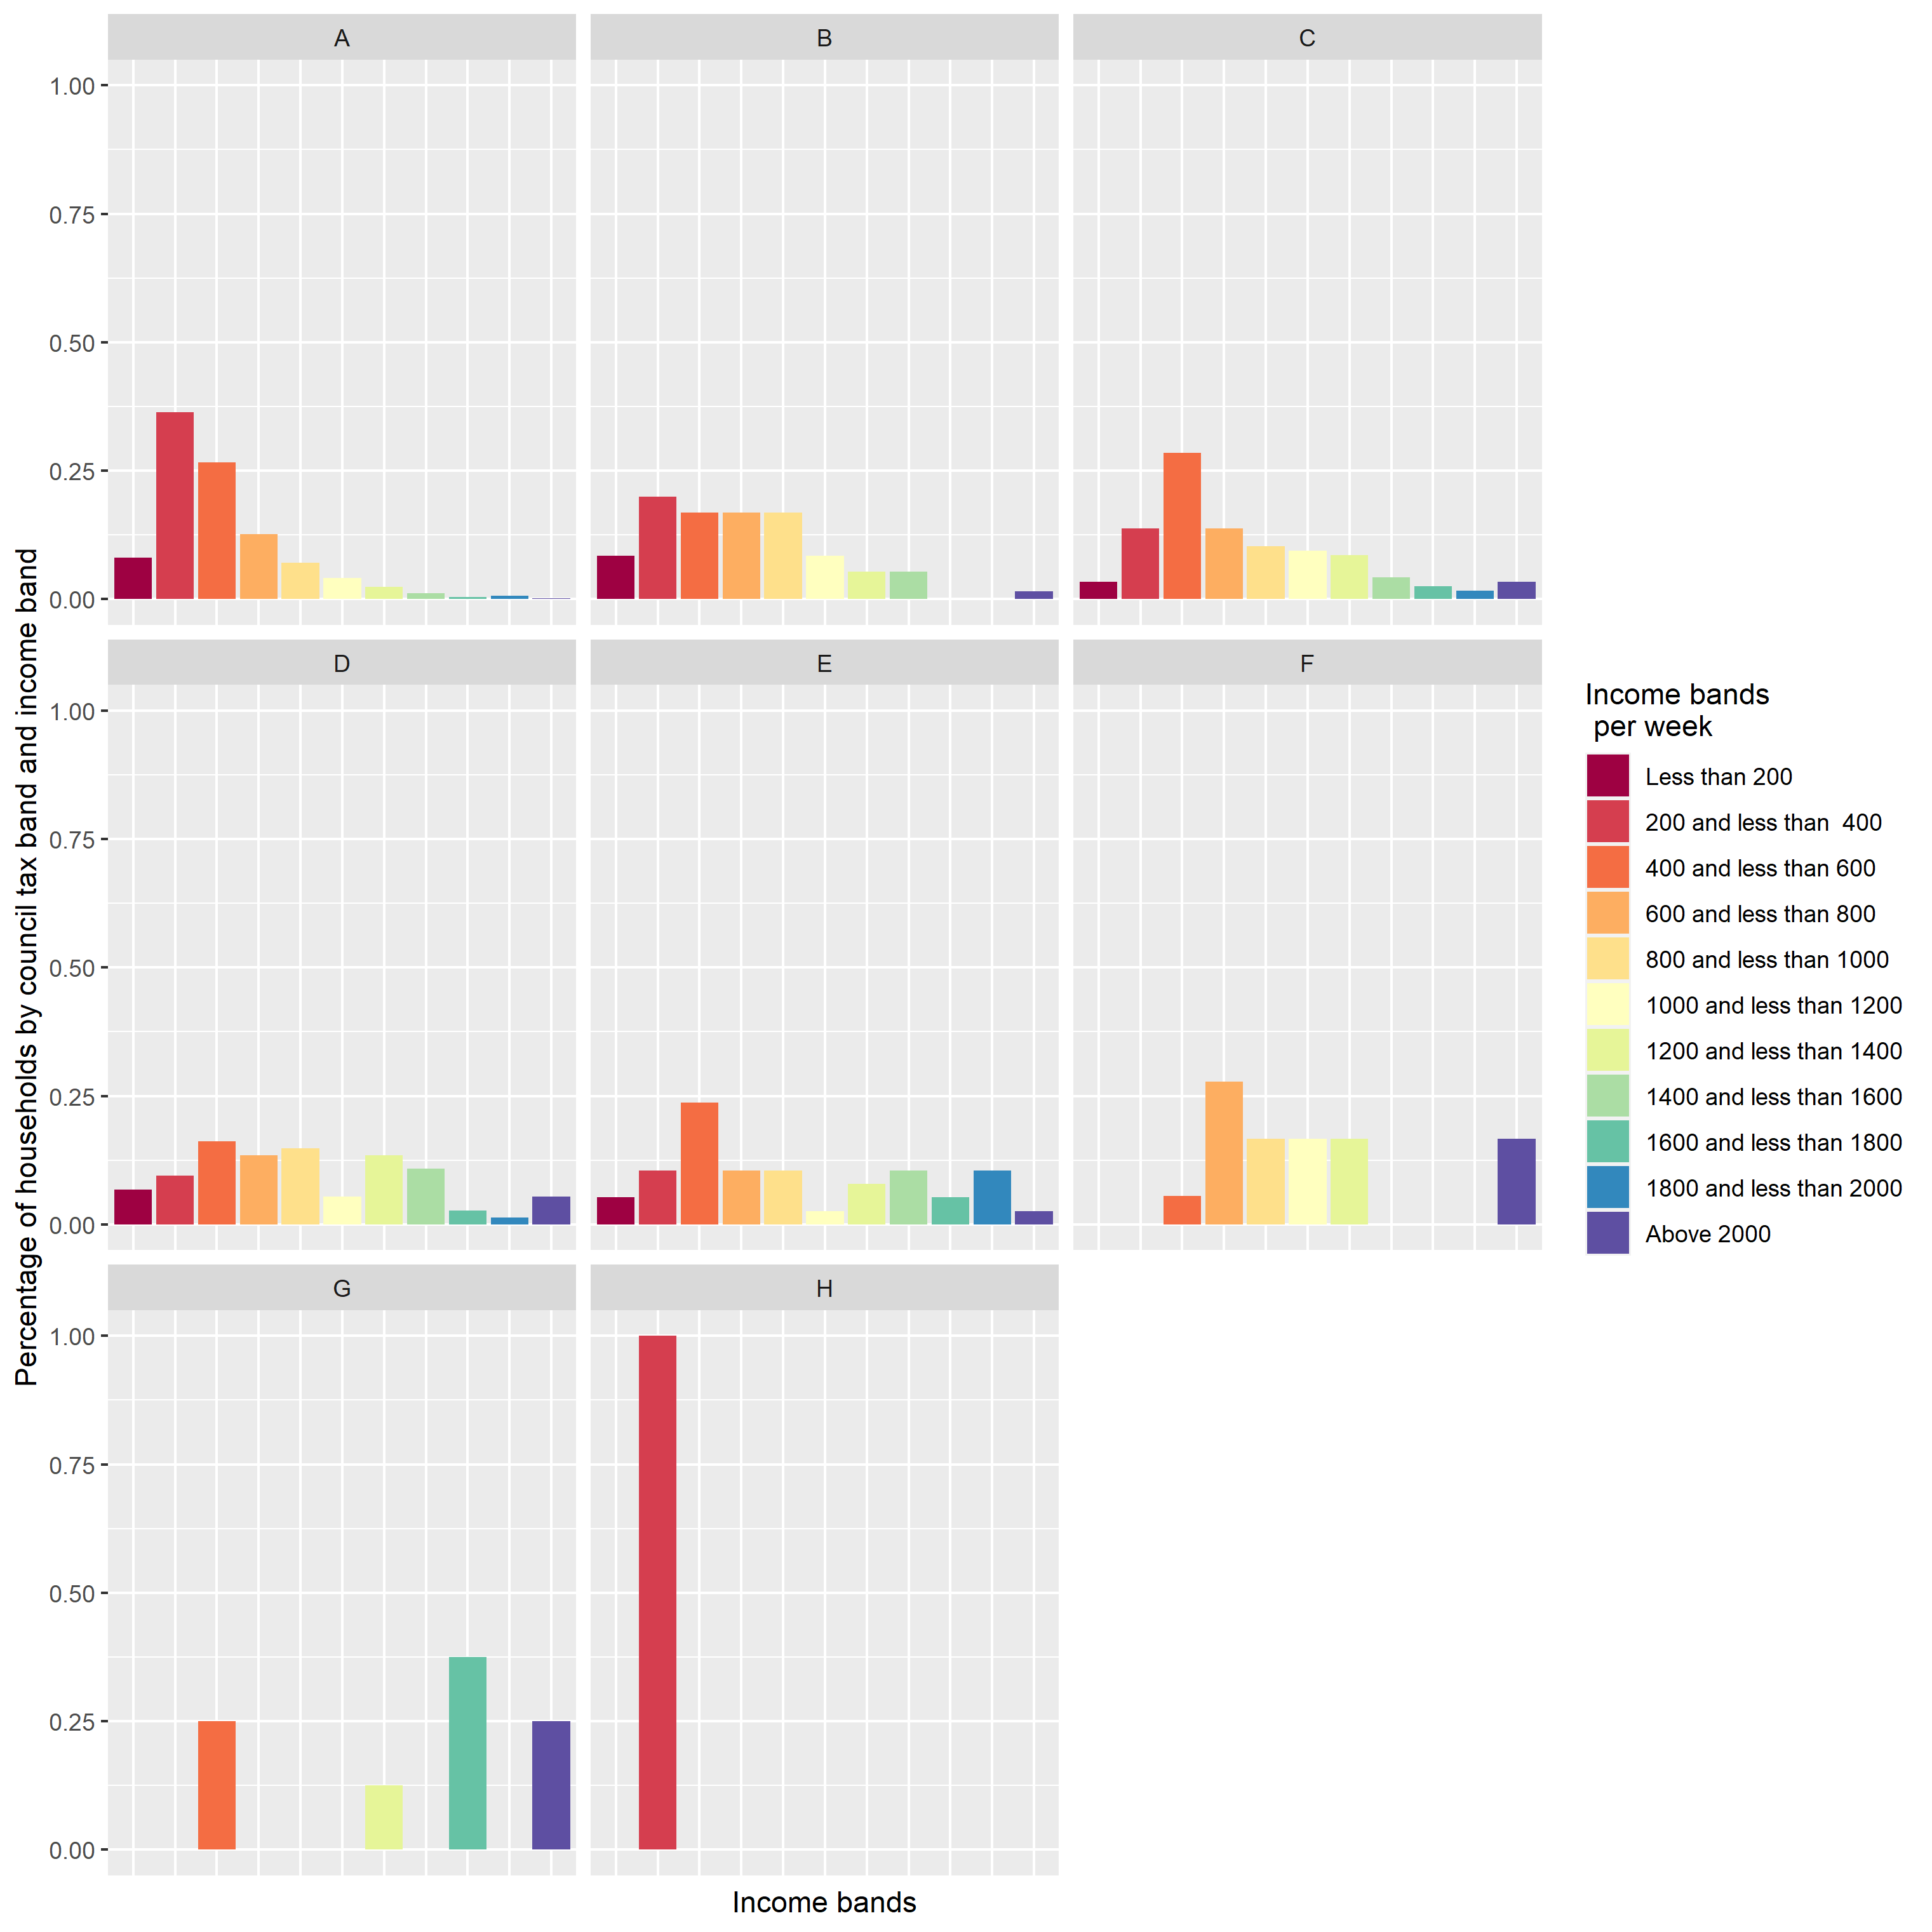 A
B
C
1.00
0.75
0.50
0.25
0.00
D
E
F
1.00
0.75
0.50
0.25
0.00
G
H
1.00
0.75
0.50
0.25
0.00
Percentage of households by council tax band and income band
Income bands
Income bands
per week
Less than 200
200 and less than  400
400 and less than 600
600 and less than 800
800 and less than 1000
1000 and less than 1200
1200 and less than 1400
1400 and less than 1600
1600 and less than 1800
1800 and less than 2000
Above 2000